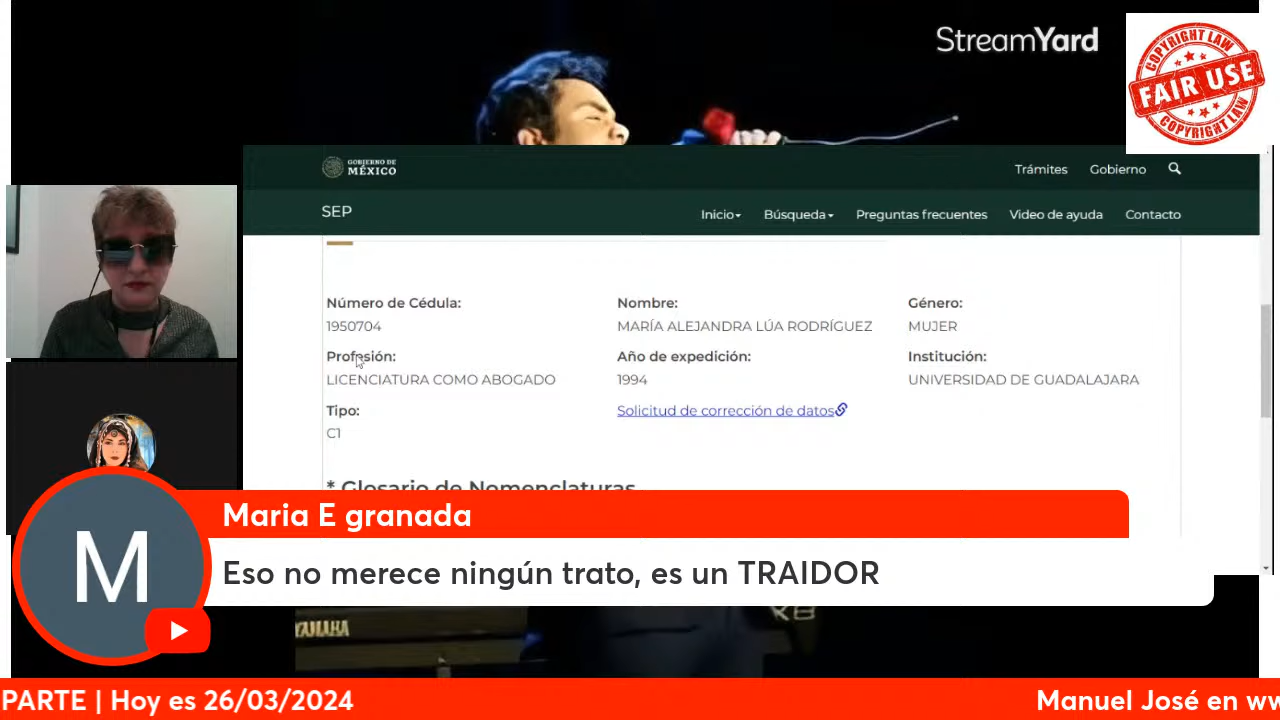 StreamYard
COPYRIGHT LAW
FAIR USE
COPYRIGHT LAW
GOBIERNO DE
MÉXICO
Trámites Gobierno
SEP
Inicio Búsqueda Preguntas frecuentes Video de ayuda Contacto
Número de Cédula: Nombre: Género:
1950704 MARÍA ALEJANDRA LÚA RODRÍGUEZ MUJER
Profesión: Año de expedición: Institución:
LICENCIATURA COMO ABOGADO 1994 UNIVERSIDAD DE GUADALAJARA
Tipo: Solicitud de corrección de datos
C1
* Glosario de Nomenclaturas
M
Maria E granada
Eso no merece ningún trato, es un TRAIDOR
YAMAHA
PARTE | Hoy es 26/03/2024 Manuel José en ww